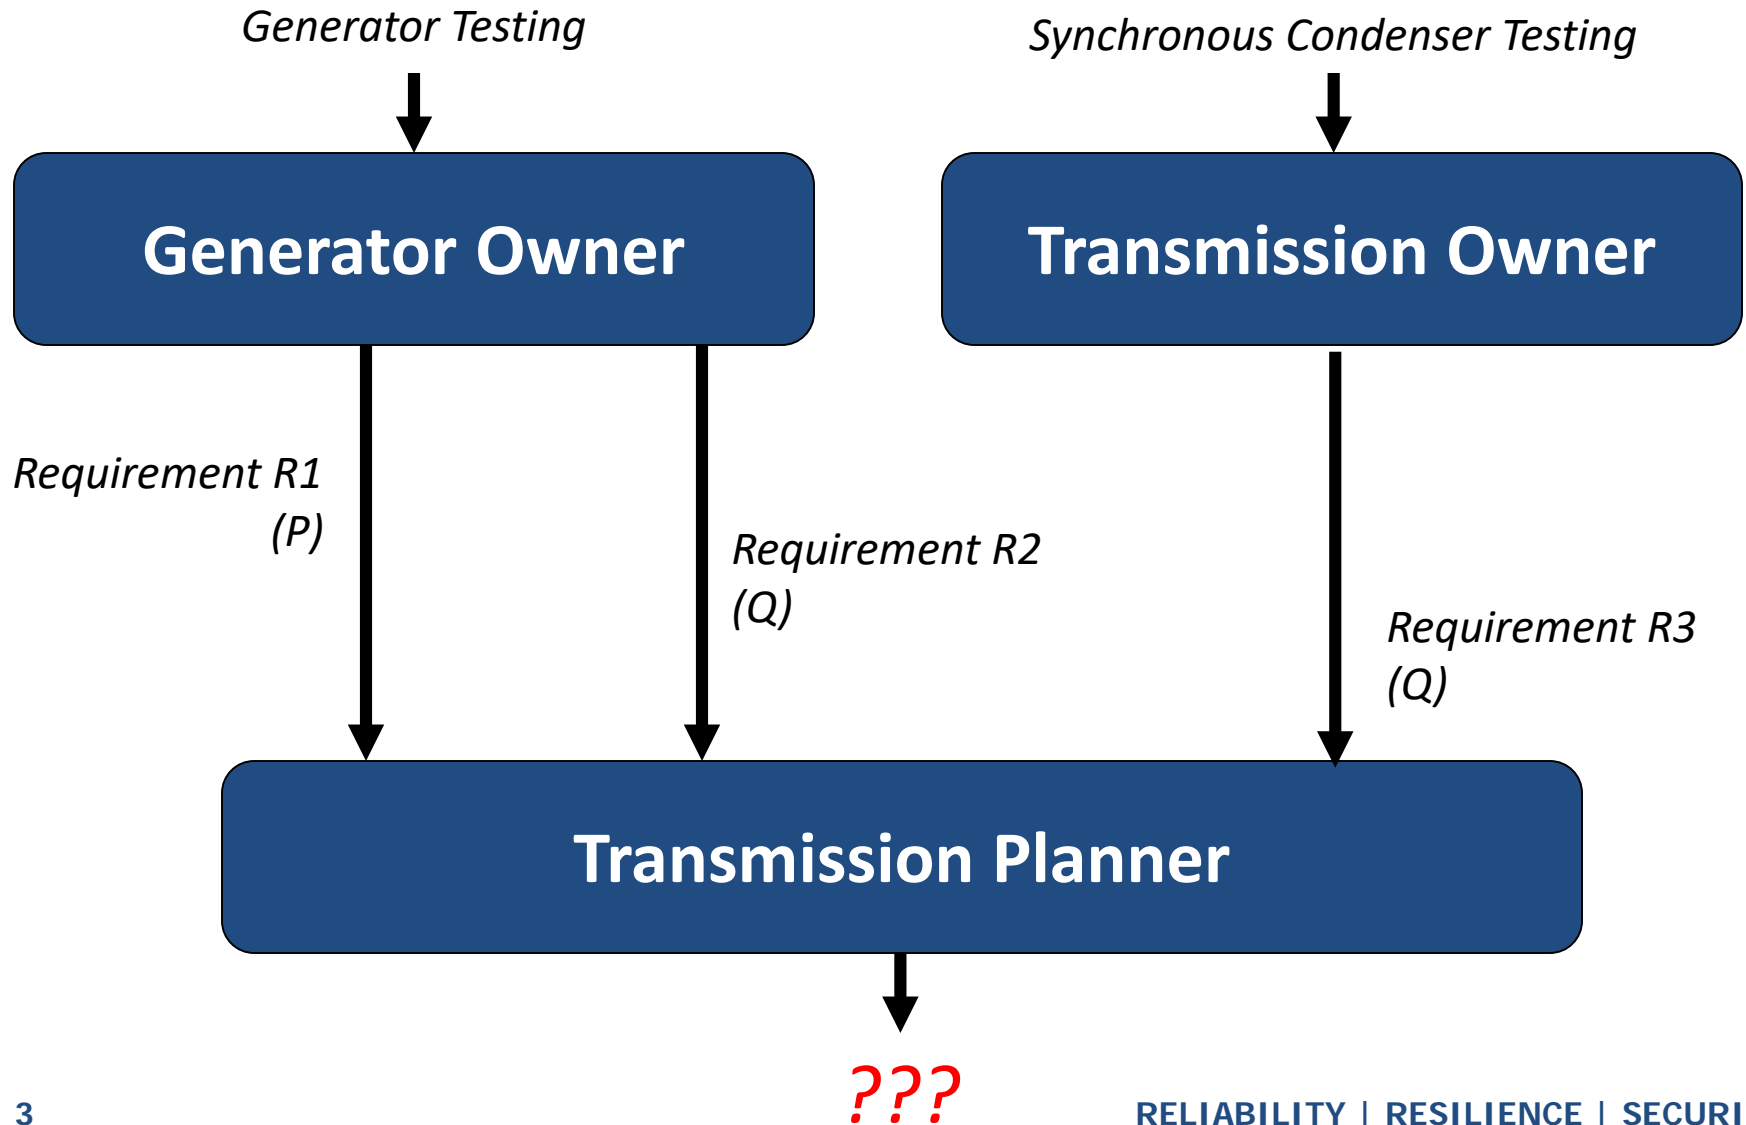 Generator Testing
Synchronous Condenser Testing
Generator Owner
Transmission Owner
Requirement R1
(P)
Requirement R2
(Q)
Requirement R3
(Q)
Transmission Planner
???
3
RELIABILITY | RESILIENCE | SECURI